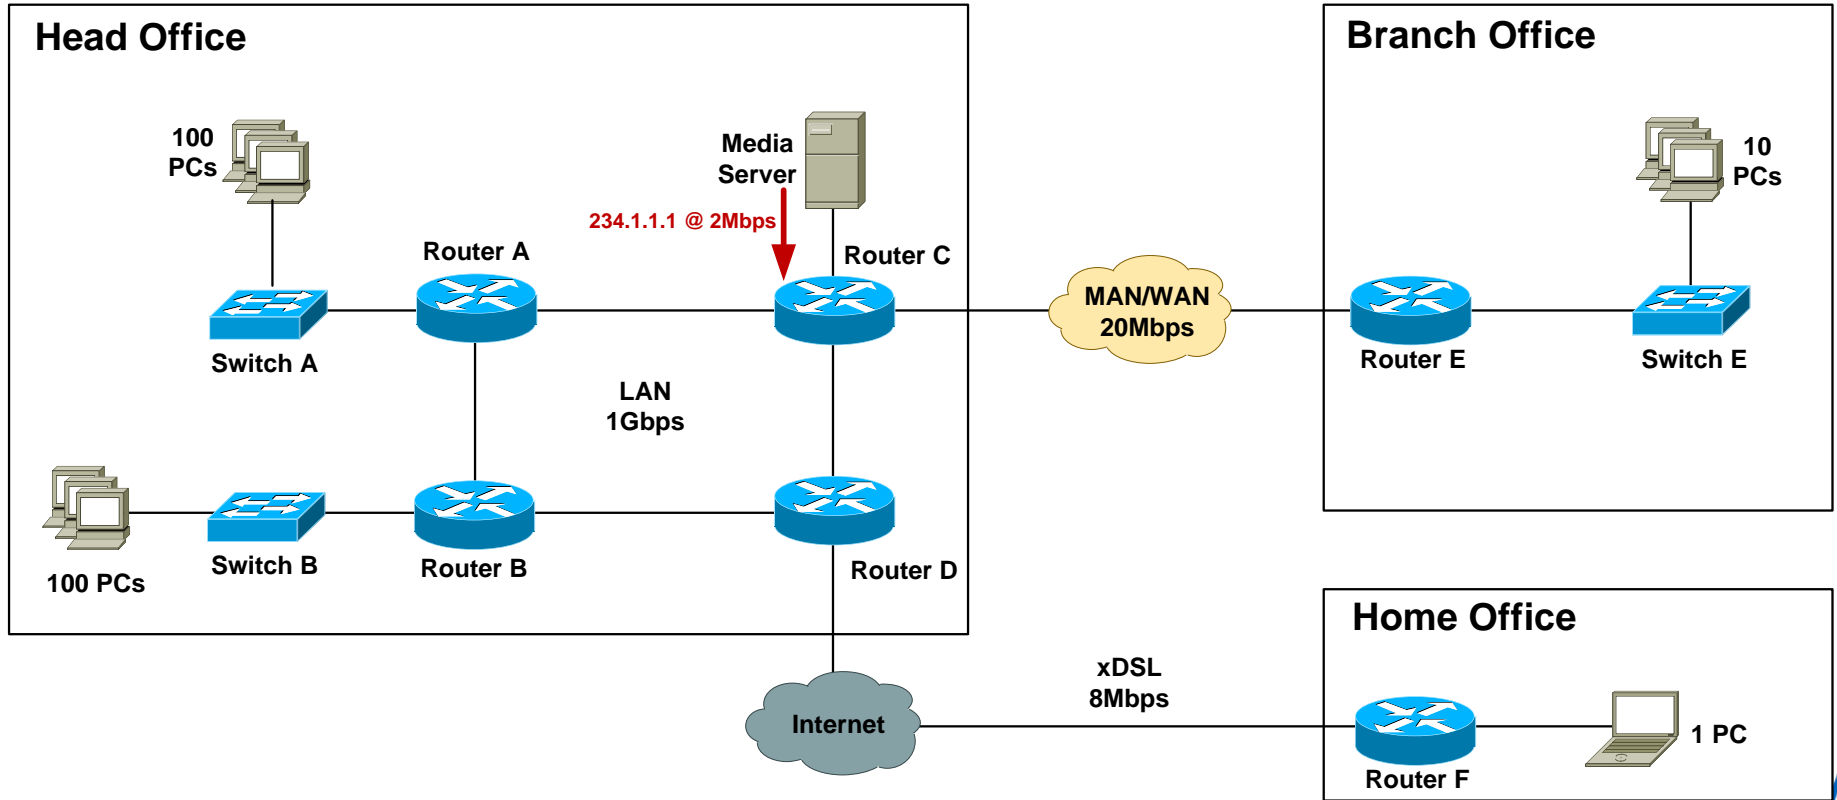 Head Office
100
PCs
Media
Server
234.1.1.1 @ 2Mbps
Router A
Router C
Switch A
LAN
1Gbps
Switch B
100 PCs
Router B
Router D
MAN/WAN
20Mbps
Branch Office
10
PCs
Router E
Switch E
Internet
xDSL
8Mbps
Home Office
1 PC
Router F